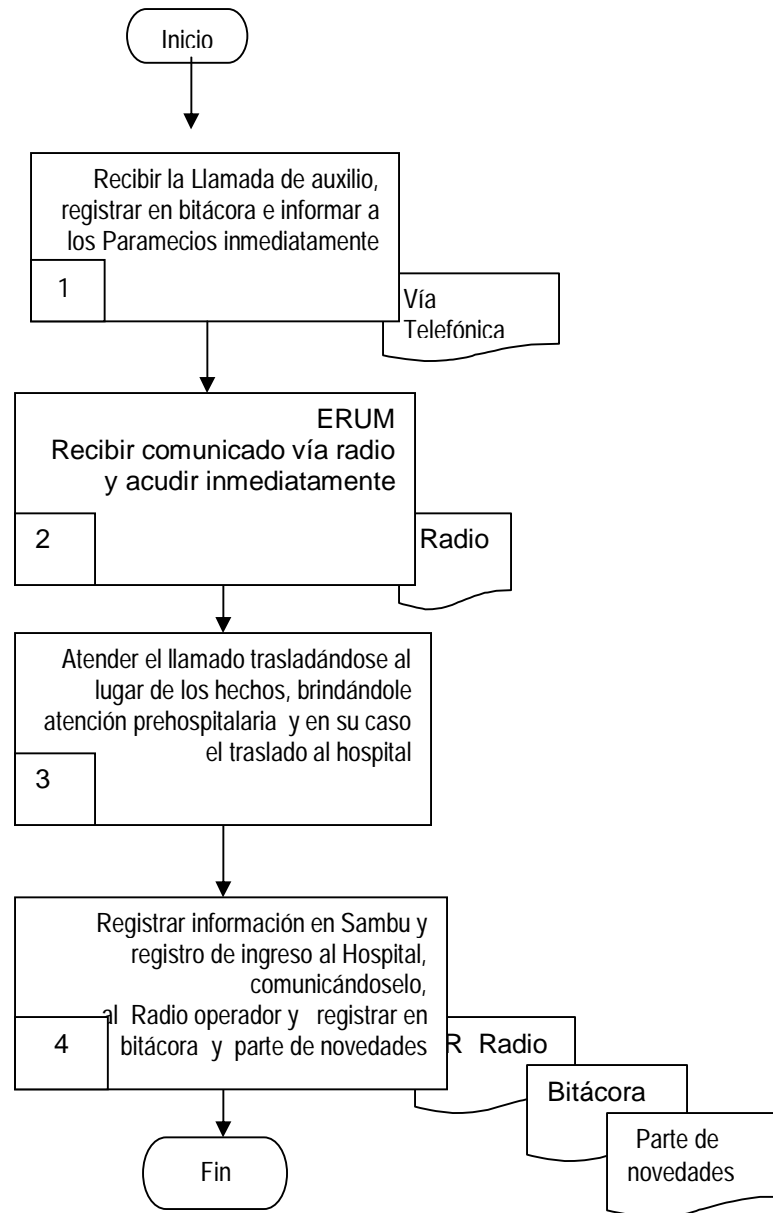 Inicio
Recibir la Llamada de auxilio,
registrar en bitácora e informar a
los Paramecios inmediatamente
1
Vía
Telefónica
ERUM
Recibir comunicado vía radio
y acudir inmediatamente
2
Radio
Atender el llamado trasladándose al
lugar de los hechos, brindándole
atención prehospitalaria y en su caso
el traslado al hospital
3
Registrar información en Sambu y
registro de ingreso al Hospital,
comunicándoselo,
al Radio operador y registrar en
bitácora y parte de novedades
4
R Radio
Bitácora
Parte de
novedades
Fin